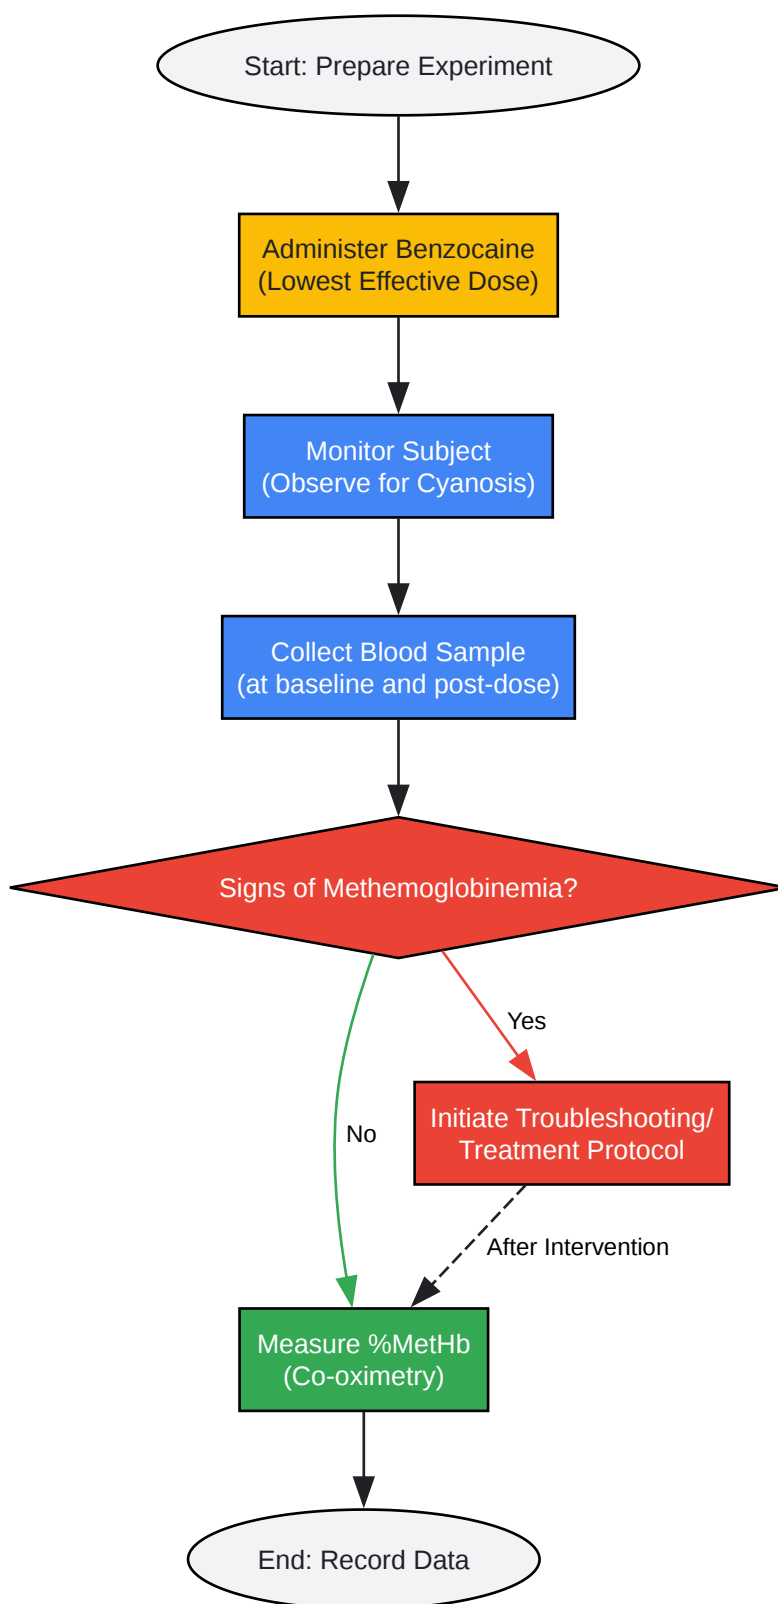 Start: Prepare Experiment
Administer Benzocaine
(Lowest Effective Dose)
Monitor Subject
(Observe for Cyanosis)
Collect Blood Sample
(at baseline and post-dose)
Signs of Methemoglobinemia?
Yes
Initiate Troubleshooting/
Treatment Protocol
No
After Intervention
Measure %MetHb
(Co-oximetry)
End: Record Data